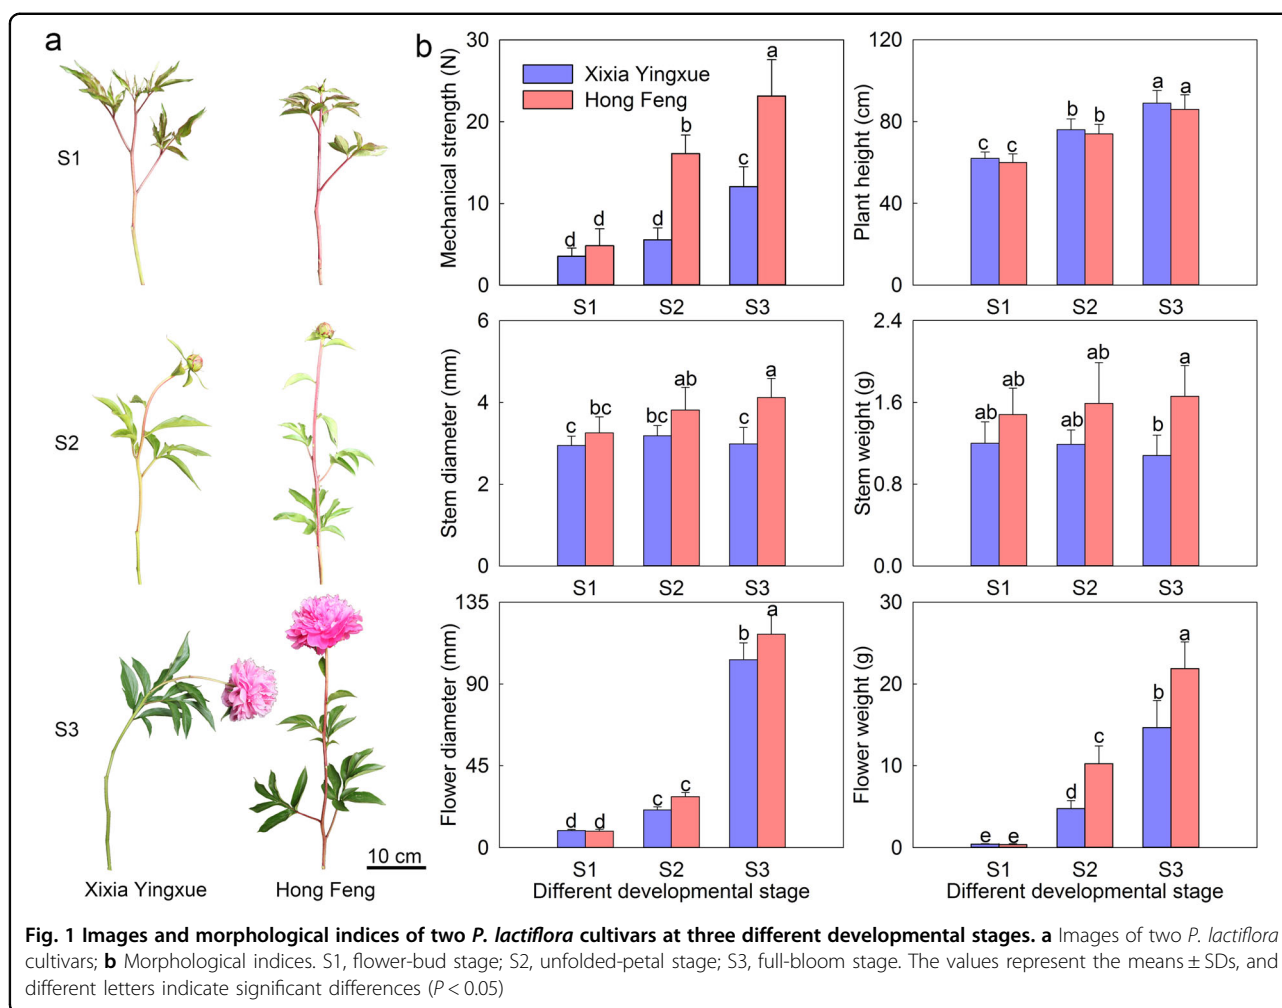 a
S1
S2
S3
10 cm
Xixia Yingxue
Hong Feng
b
Mechanical strength (N)
30
20
10
0
Xixia Yingxue
Hong Feng
d
d
d
b
c
a
S1
S2
S3
Plant height (cm)
120
80
40
0
c
c
b
b
a
a
S1
S2
S3
Stem diameter (mm)
6
4
2
0
c
bc
bc
ab
c
a
S1
S2
S3
Stem weight (g)
2.4
1.6
0.8
0.0
ab
ab
ab
ab
b
a
S1
S2
S3
Flower diameter (mm)
135
90
45
0
d
d
c
c
b
a
S1
S2
S3
Different developmental stage
Flower weight (g)
30
20
10
0
e
e
d
c
b
a
S1
S2
S3
Different developmental stage
Fig. 1 Images and morphological indices of two P. lactiflora cultivars at three different developmental stages. a Images of two P. lactiflora
cultivars; b Morphological indices. S1, flower-bud stage; S2, unfolded-petal stage; S3, full-bloom stage. The values represent the means ± SDs, and
different letters indicate significant differences (P < 0.05)